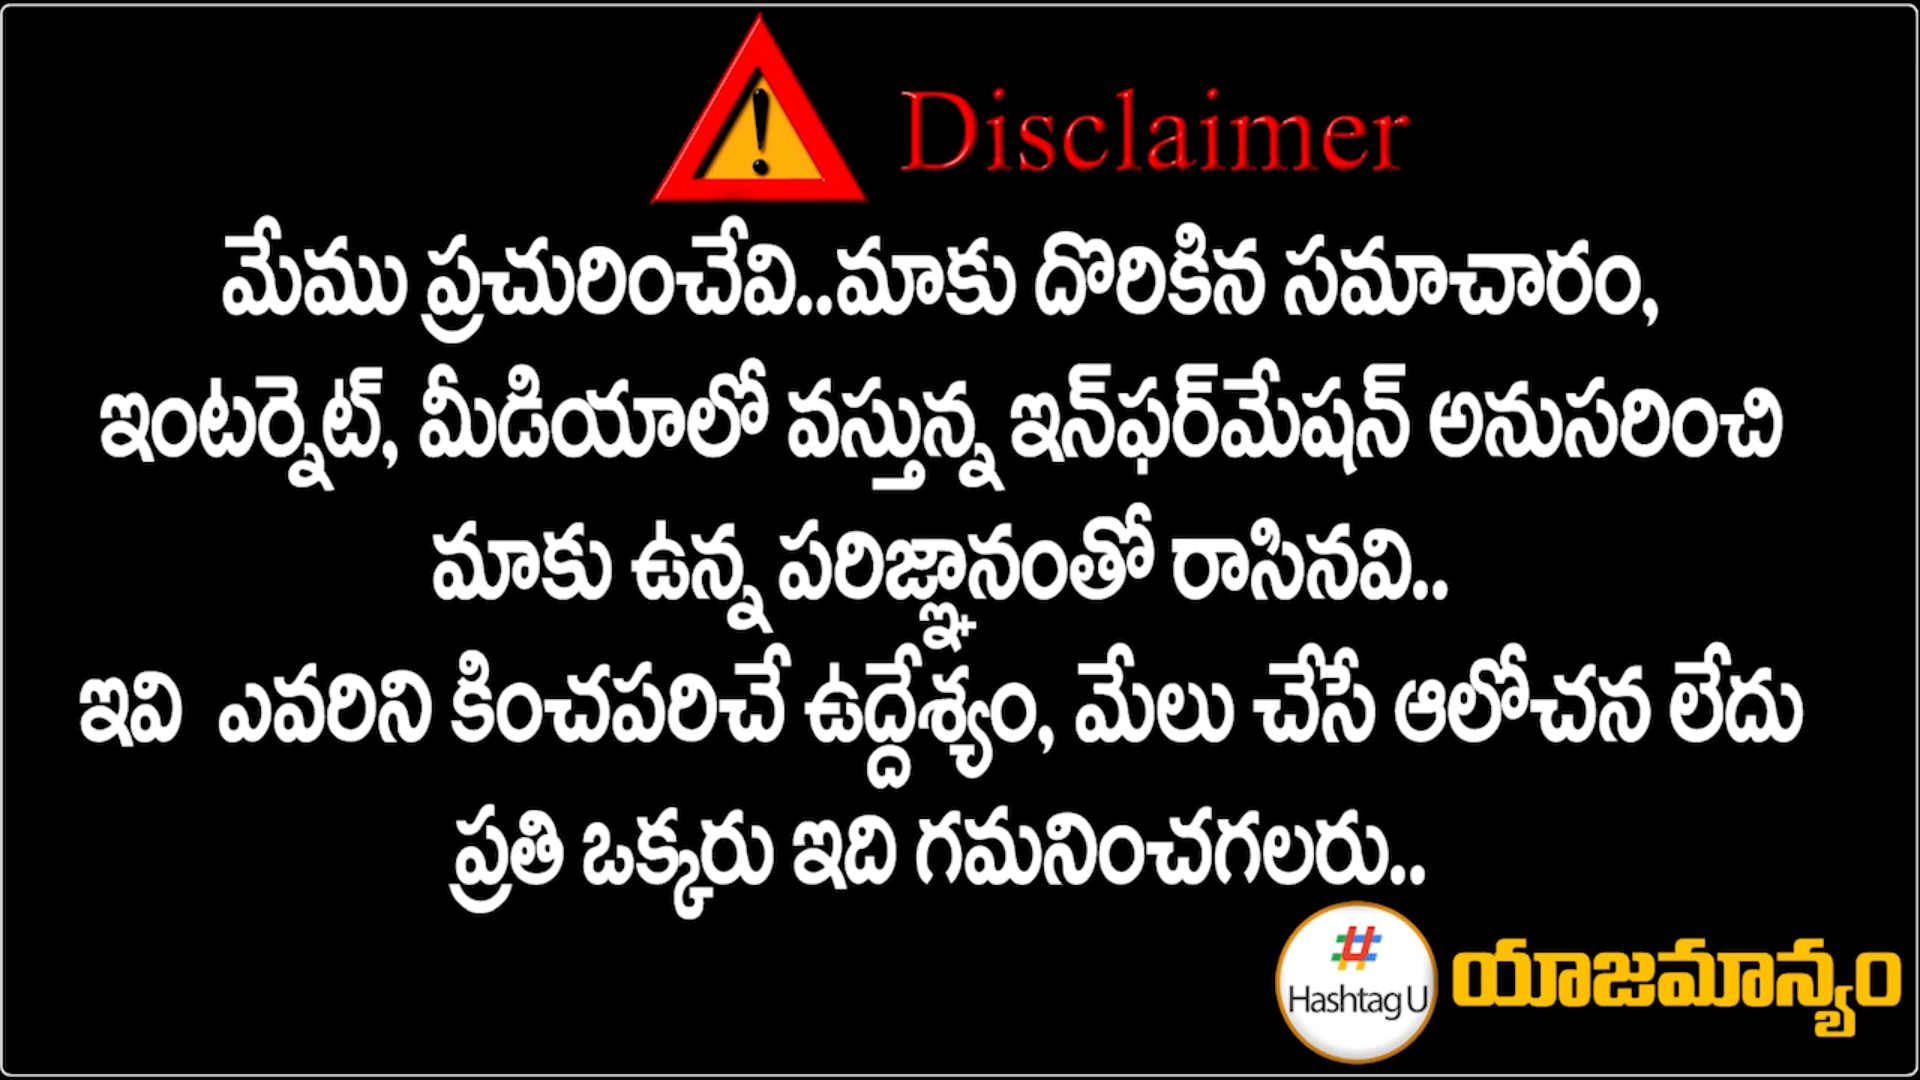 Disclaimer
మేము ప్రచురించేవి..మాకు దొరికిన సమాచారం,
ఇంటర్నెట్, మీడియాలో వస్తున్న ఇన్‌ఫర్‌మేషన్ అనుసరించి
మాకు ఉన్న పరిజ్ఞానంతో రాసినవి..
ఇవి ఎవరిని కించపరిచే ఉద్దేశ్యం, మేలు చేసే ఆలోచన లేదు
ప్రతి ఒక్కరు ఇది గమనించగలరు..
Hashtag U
యాజమాన్యం